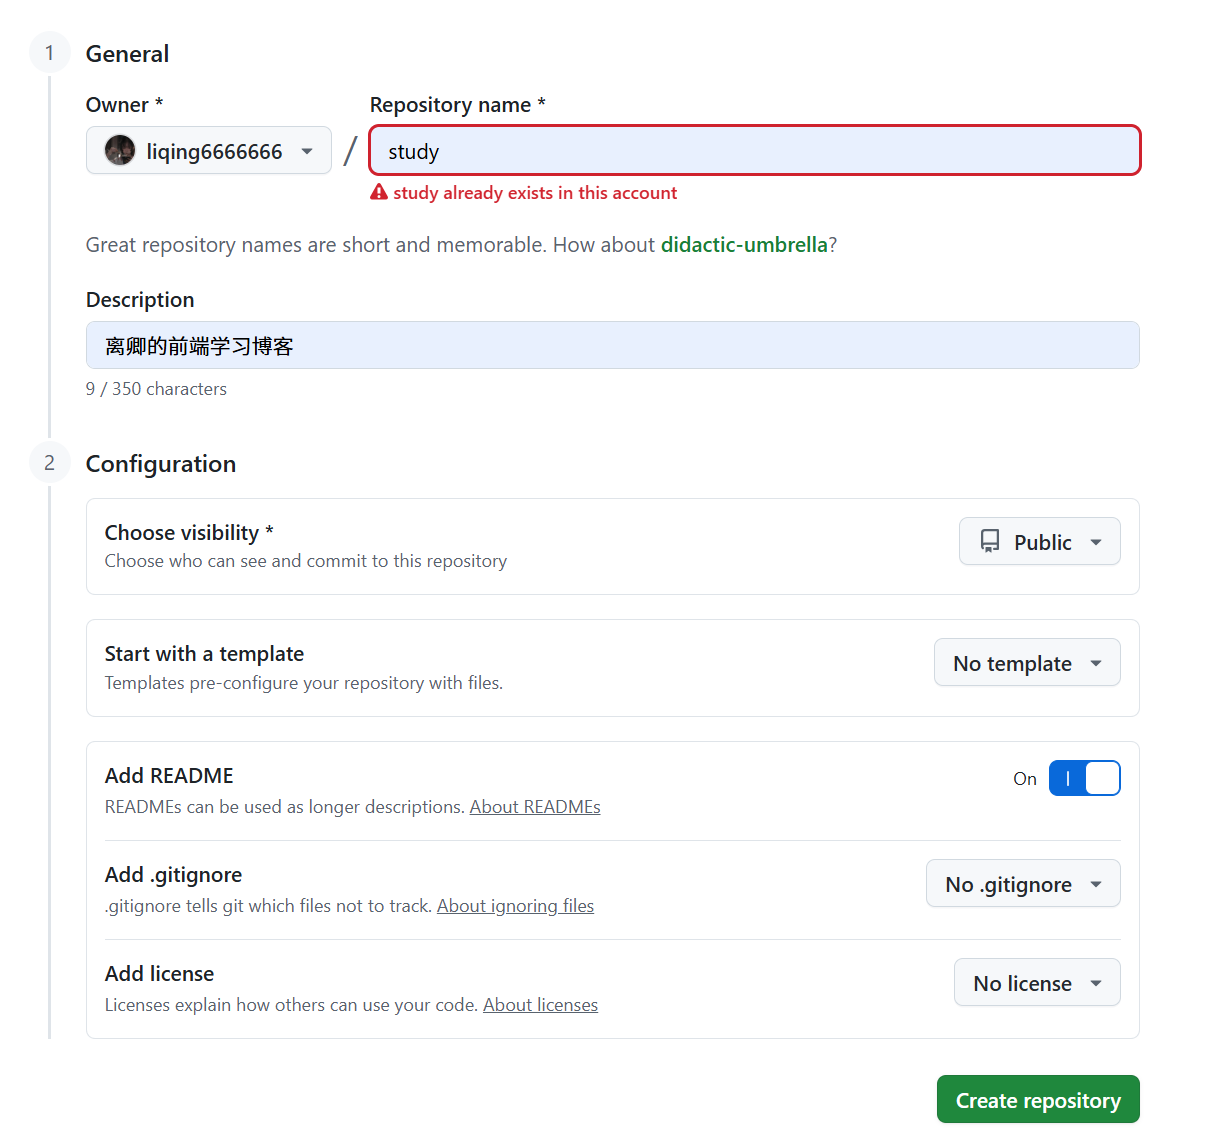 1
General
Owner *
Repository name *
liqing6666666
/
study
study already exists in this account
Great repository names are short and memorable. How about didactic-umbrella?
Description
离卿的前端学习博客
9 / 350 characters
2
Configuration
Choose visibility *
Choose who can see and commit to this repository
Public
Start with a template
Templates pre-configure your repository with files.
No template
Add README
READMEs can be used as longer descriptions. About READMEs
On
Add .gitignore
.gitignore tells git which files not to track. About ignoring files
No .gitignore
Add license
Licenses explain how others can use your code. About licenses
No license
Create repository